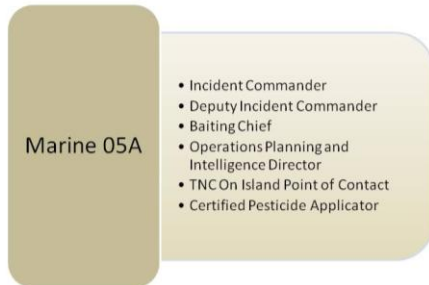 Marine 05A
• Incident Commander
• Deputy Incident Commander
• Baiting Chief
• Operations Planning and
Intelligence Director
• TNC On Island Point of Contact
• Certified Pesticide Applicator